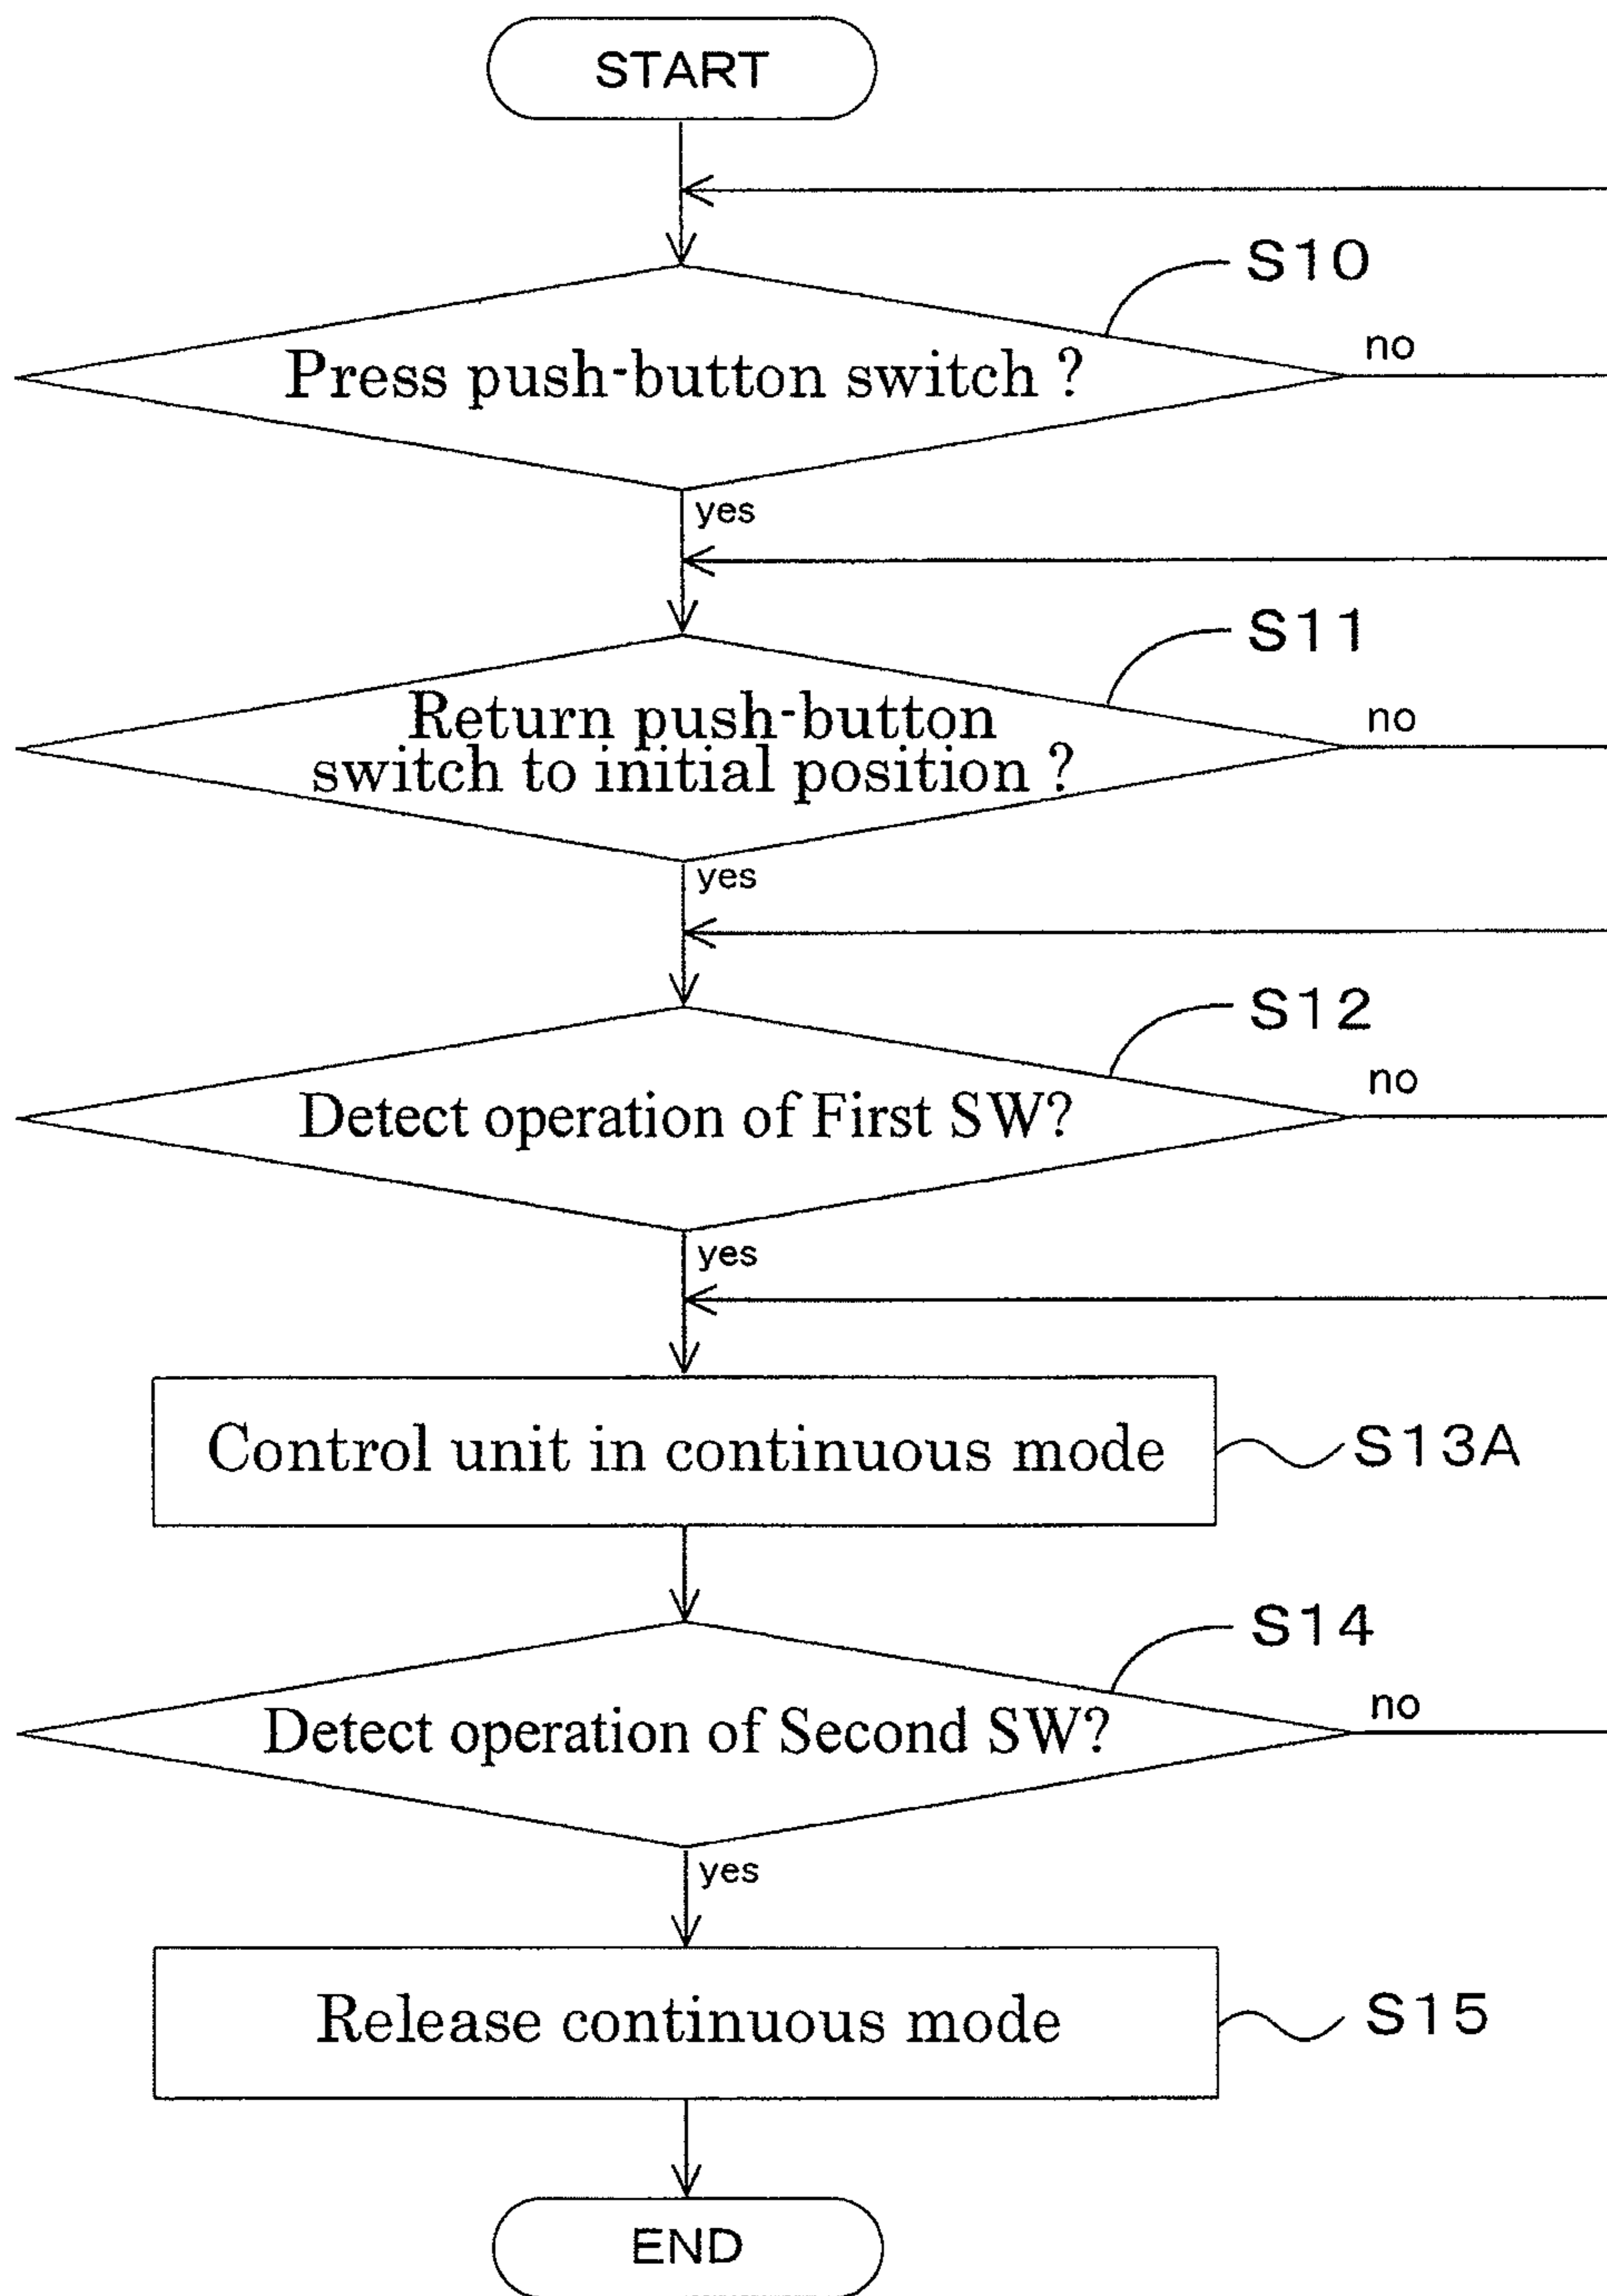 START
S10
Press push-button switch ?
no
yes
S11
Return push-button
switch to initial position ?
no
yes
S12
Detect operation of First SW?
no
yes
Control unit in continuous mode
S13A
S14
Detect operation of Second SW?
no
yes
Release continuous mode
S15
END